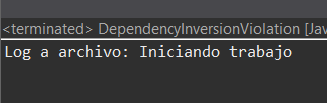 <terminated> DependencyInversionViolation [Jav
Log a archivo: Iniciando trabajo